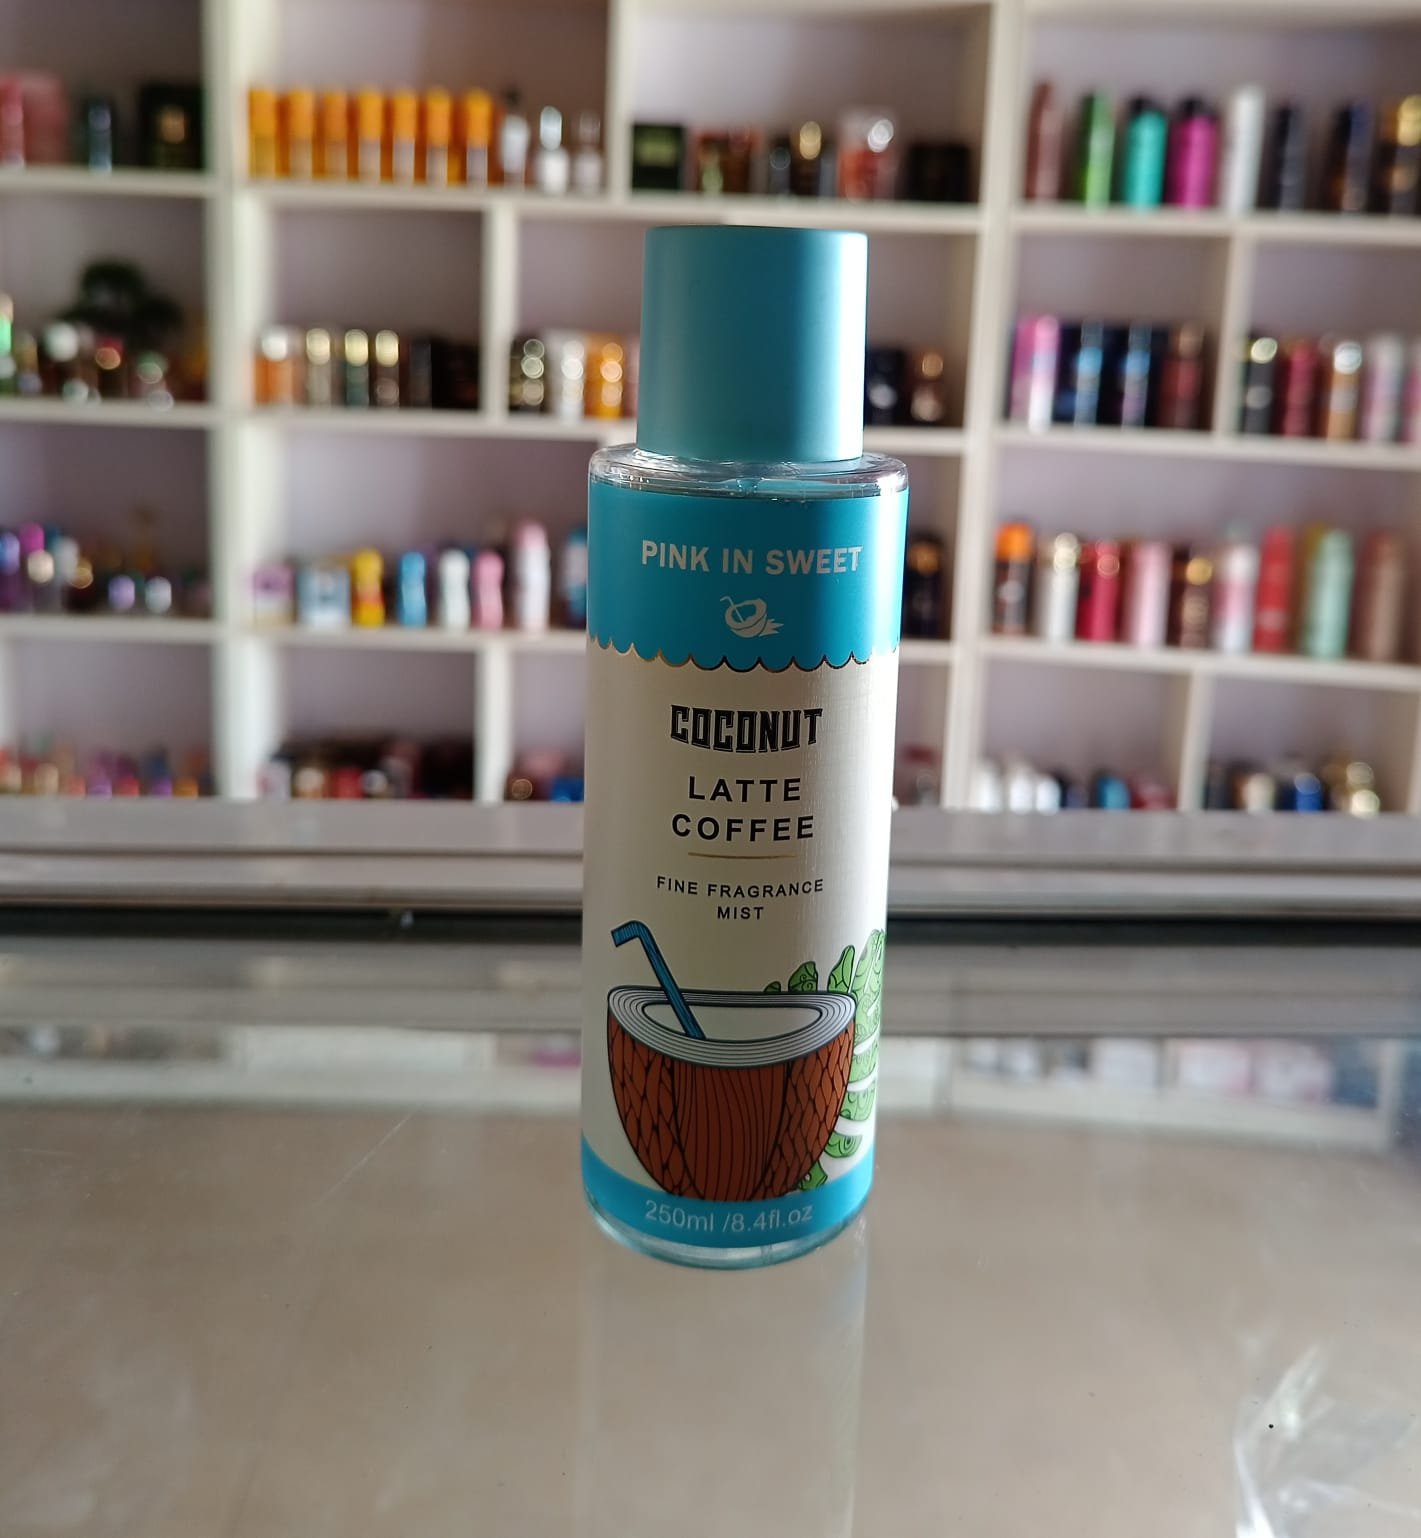 PINK IN SWEET
COCONUT
LATTE
COFFEE
FINE FRAGRANCE
MIST
250ml /8.4fl.oz